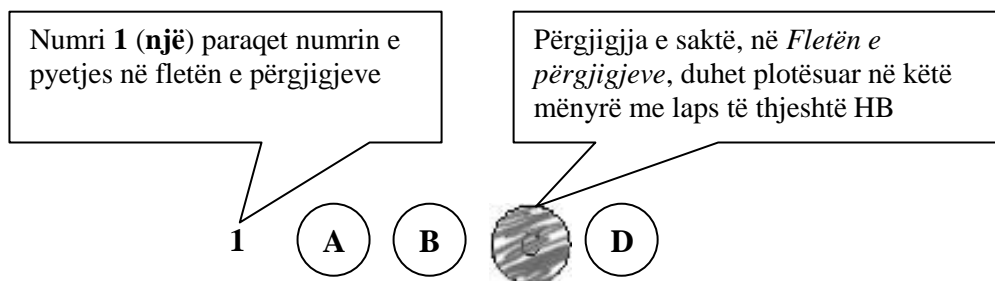 Numri 1 (një) paraqet numrin e
pyetjes në fletën e përgjigjeve
Përgjigjja e saktë, në Fletën e
përgjigjeve, duhet plotësuar në këtë
mënyrë me laps të thjeshtë HB
1 A B D